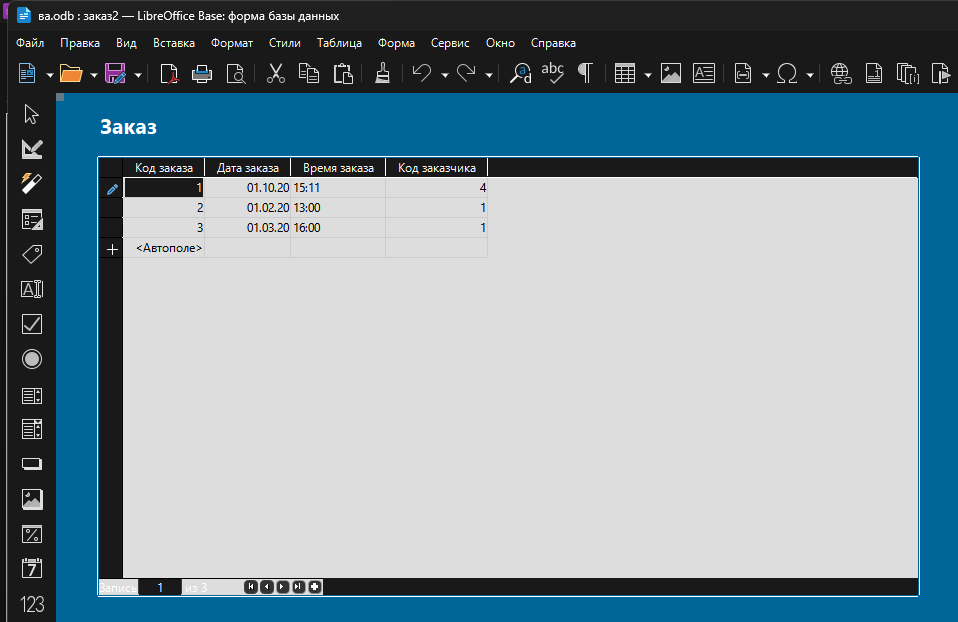 ва.odb : заказ2 — LibreOffice Base: форма базы данных
Файл Правка Вид Вставка Формат Стили Таблица Форма Сервис Окно Справка
abc
Заказ
Код заказа Дата заказа Время заказа Код заказчика
1 01.10.20 15:11 4
2 01.02.20 13:00 1
3 01.03.20 16:00 1
<Автополе>
Запись 1 из 3
123